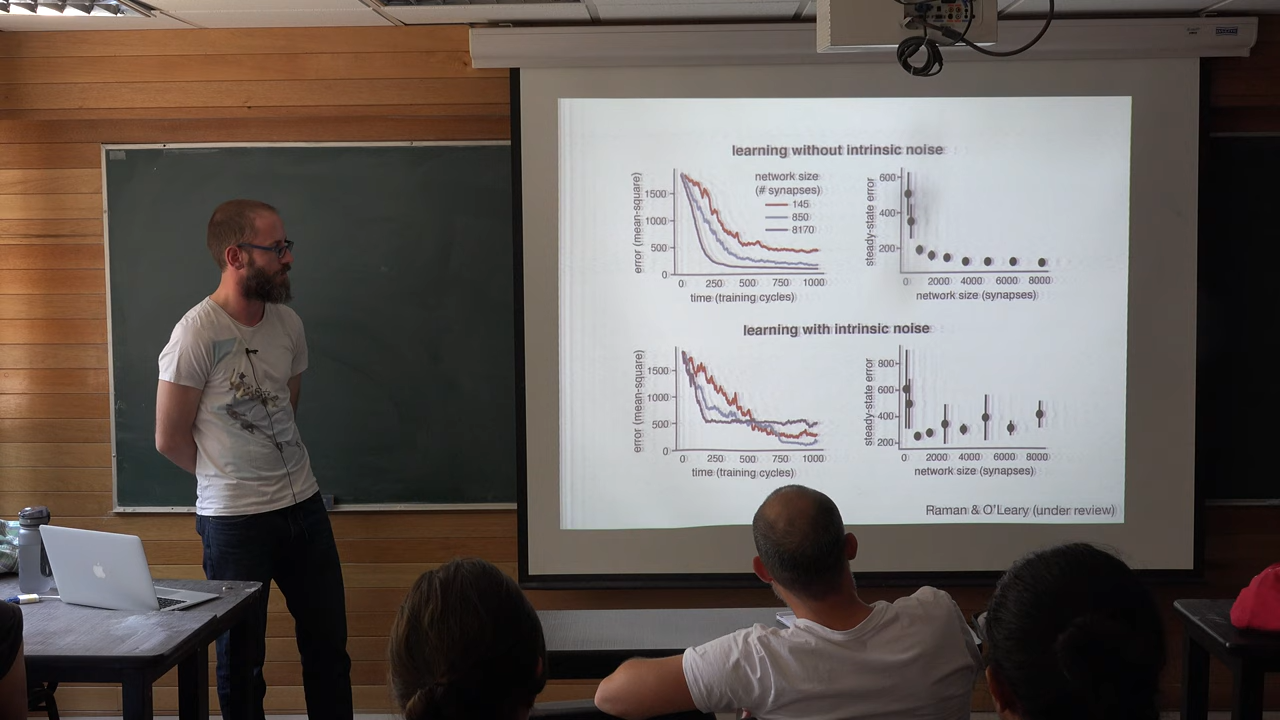 learning without intrinsic noise
error (mean-square)
1500
1000
500
0
0 250 500 750 1000
time (training cycles)
network size
(# synapses)
145
850
8170
steady-state error
600
400
200
0 2000 4000 6000 8000
network size (synapses)
learning with intrinsic noise
error (mean-square)
1500
1000
500
0
0 250 500 750 1000
time (training cycles)
steady-state error
800
600
400
200
0 2000 4000 6000 8000
network size (synapses)
Raman & O'Leary (under review)